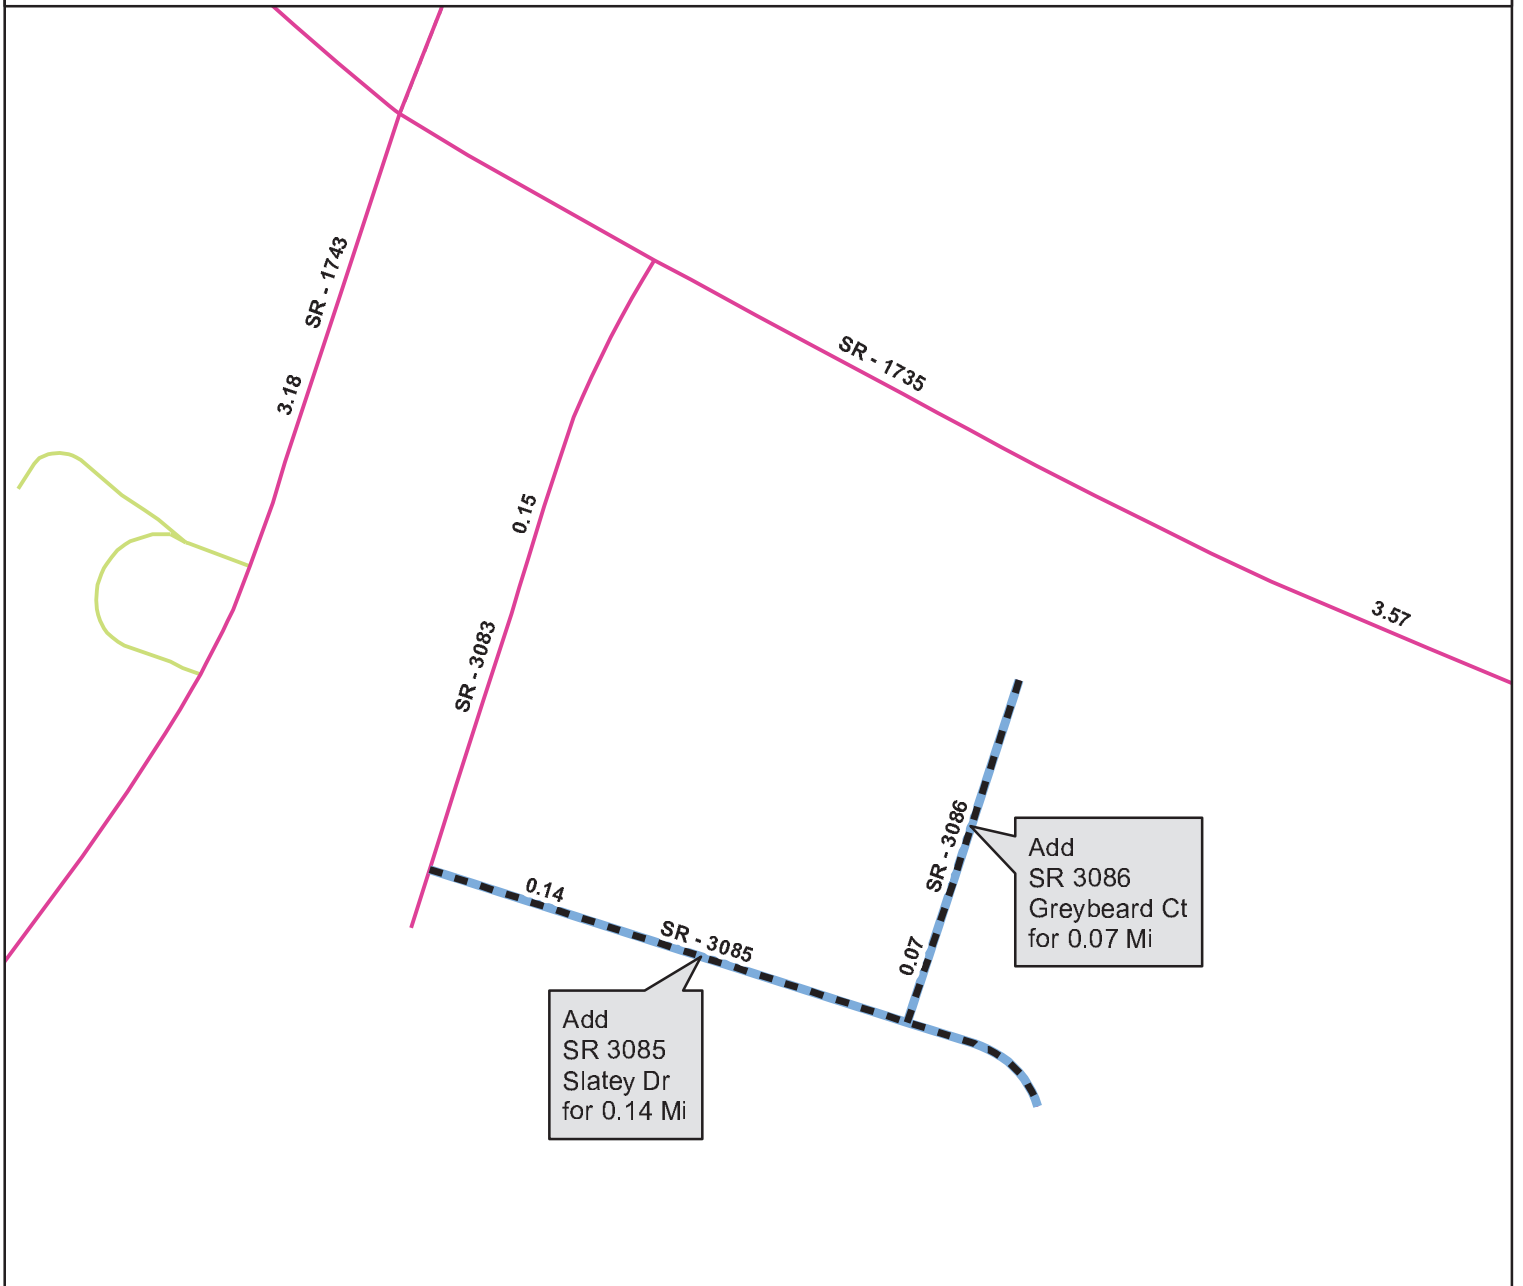 SR - 1743
3.18
SR - 1735
0.15
3.57
SR - 3083
SR - 3086
Add
SR 3086
Greybeard Ct
for 0.07 Mi
0.14
SR - 3085
0.07
Add
SR 3085
Slatey Dr
for 0.14 Mi